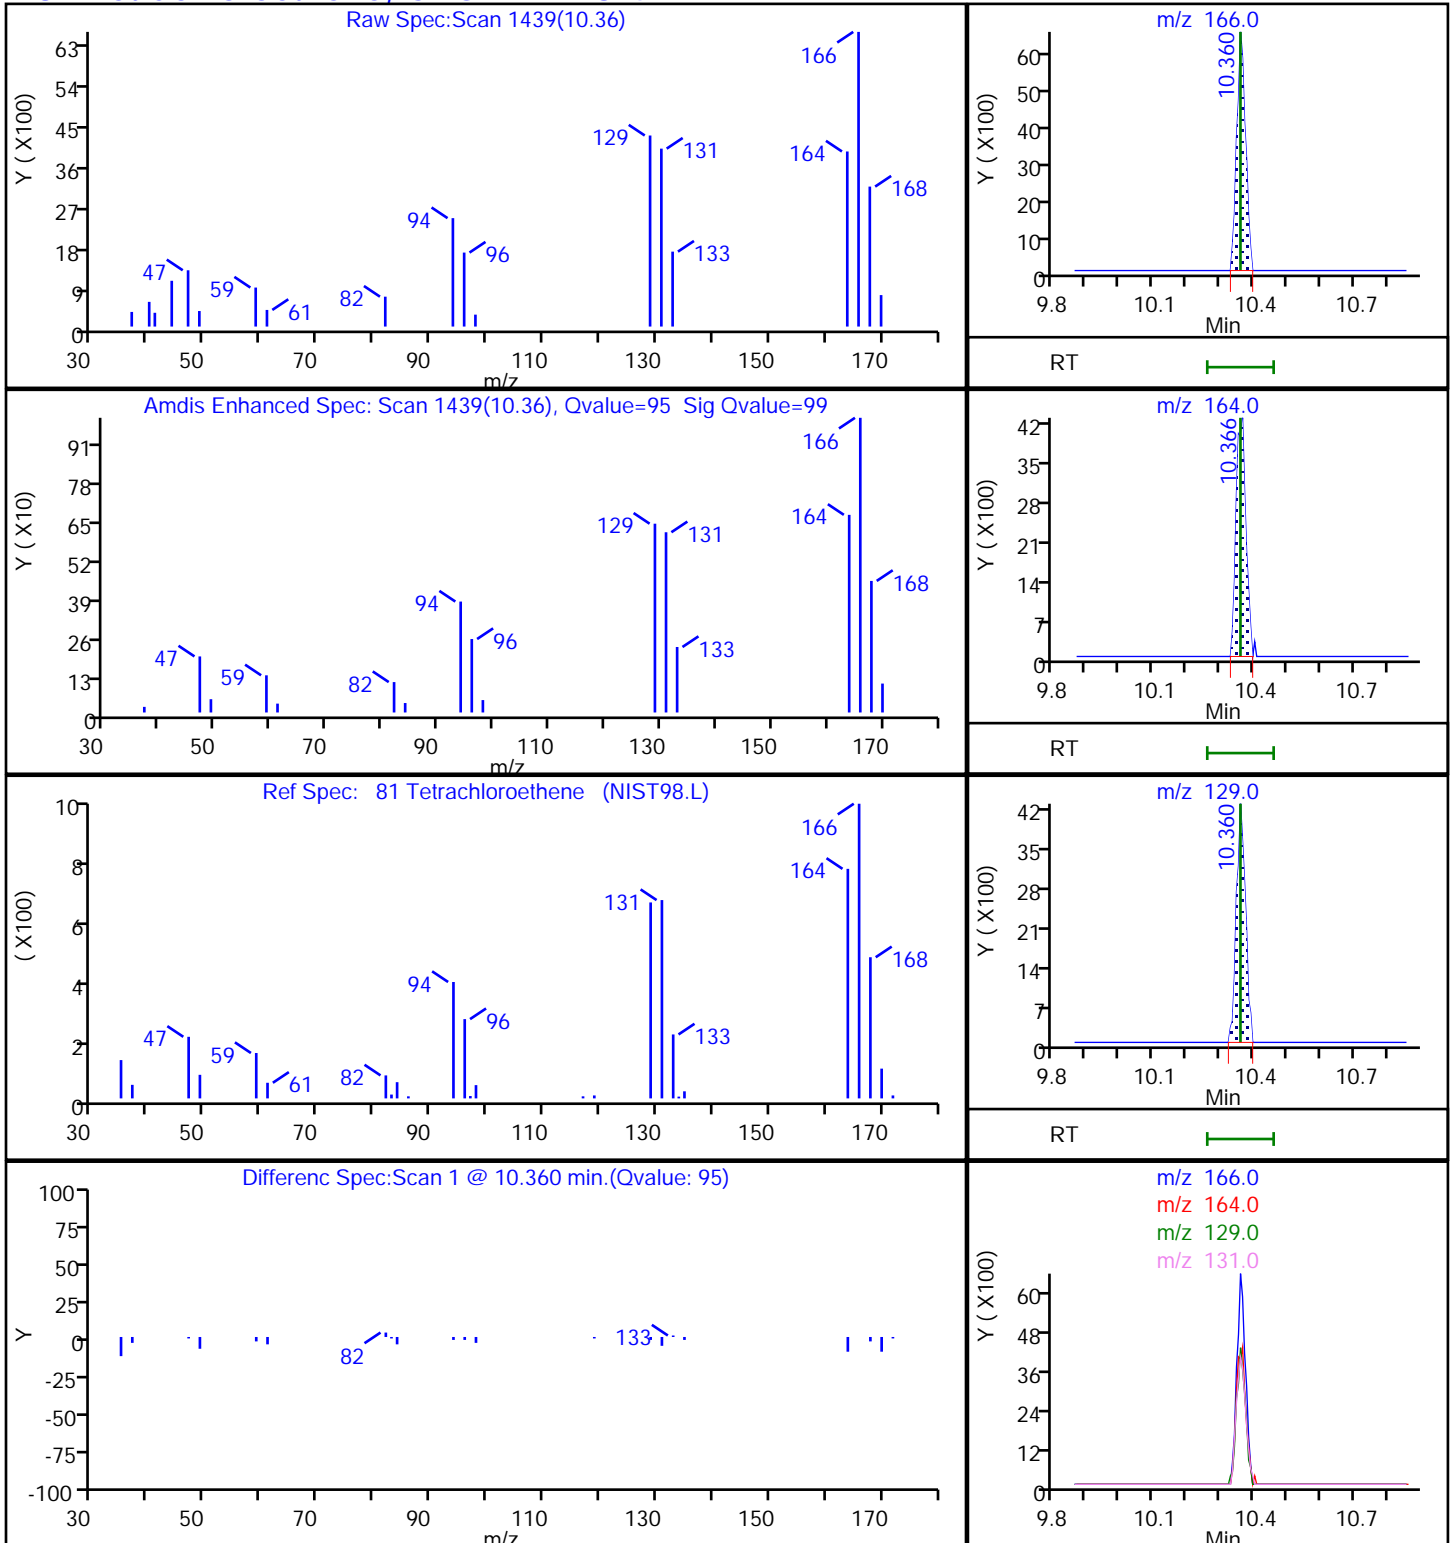 Raw Spec:Scan 1439(10.36)
Y ( X100)
63
54
45
36
27
18
9
0
47
59
61
82
94
96
129
131
133
164
166
168
30 50 70 90 110 130 150 170
m/z
m/z 166.0
Y ( X100)
60
50
40
30
20
10
0
10.360
9.8 10.1 10.4 10.7
Min
RT
Amdis Enhanced Spec: Scan 1439(10.36), Qvalue=95 Sig Qvalue=99
Y ( X10)
91
78
65
52
39
26
13
0
47
59
82
94
96
129
131
133
164
166
168
30 50 70 90 110 130 150 170
m/z
m/z 164.0
Y ( X100)
42
35
28
21
14
7
0
10.366
9.8 10.1 10.4 10.7
Min
RT
Ref Spec: 81 Tetrachloroethene (NIST98.L)
( X100)
10
8
6
4
2
0
47
59
61
82
94
96
131
133
164
166
168
30 50 70 90 110 130 150 170
m/z
m/z 129.0
Y ( X100)
42
35
28
21
14
7
0
10.360
9.8 10.1 10.4 10.7
Min
RT
Differenc Spec:Scan 1 @ 10.360 min.(Qvalue: 95)
Y
100
75
50
25
0
-25
-50
-75
-100
82
133
30 50 70 90 110 130 150 170
m/z
m/z 166.0
m/z 164.0
m/z 129.0
m/z 131.0
Y ( X100)
60
48
36
24
12
0
9.8 10.1 10.4 10.7
Min